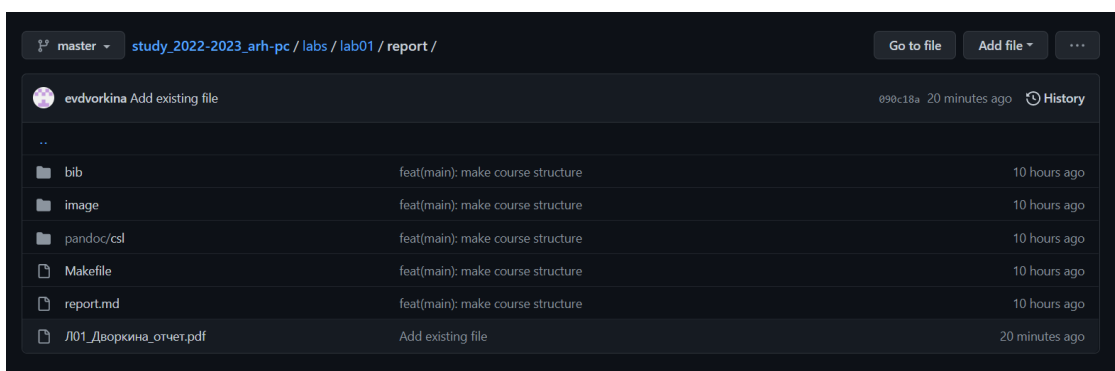 master study_2022-2023_arh-pc / labs / lab01 / report / Go to file Add file ...
evdvorkina Add existing file 090c18a 20 minutes ago History
..
bib feat(main): make course structure 10 hours ago
image feat(main): make course structure 10 hours ago
pandoc/csl feat(main): make course structure 10 hours ago
Makefile feat(main): make course structure 10 hours ago
report.md feat(main): make course structure 10 hours ago
Л01_Дворкина_отчет.pdf Add existing file 20 minutes ago